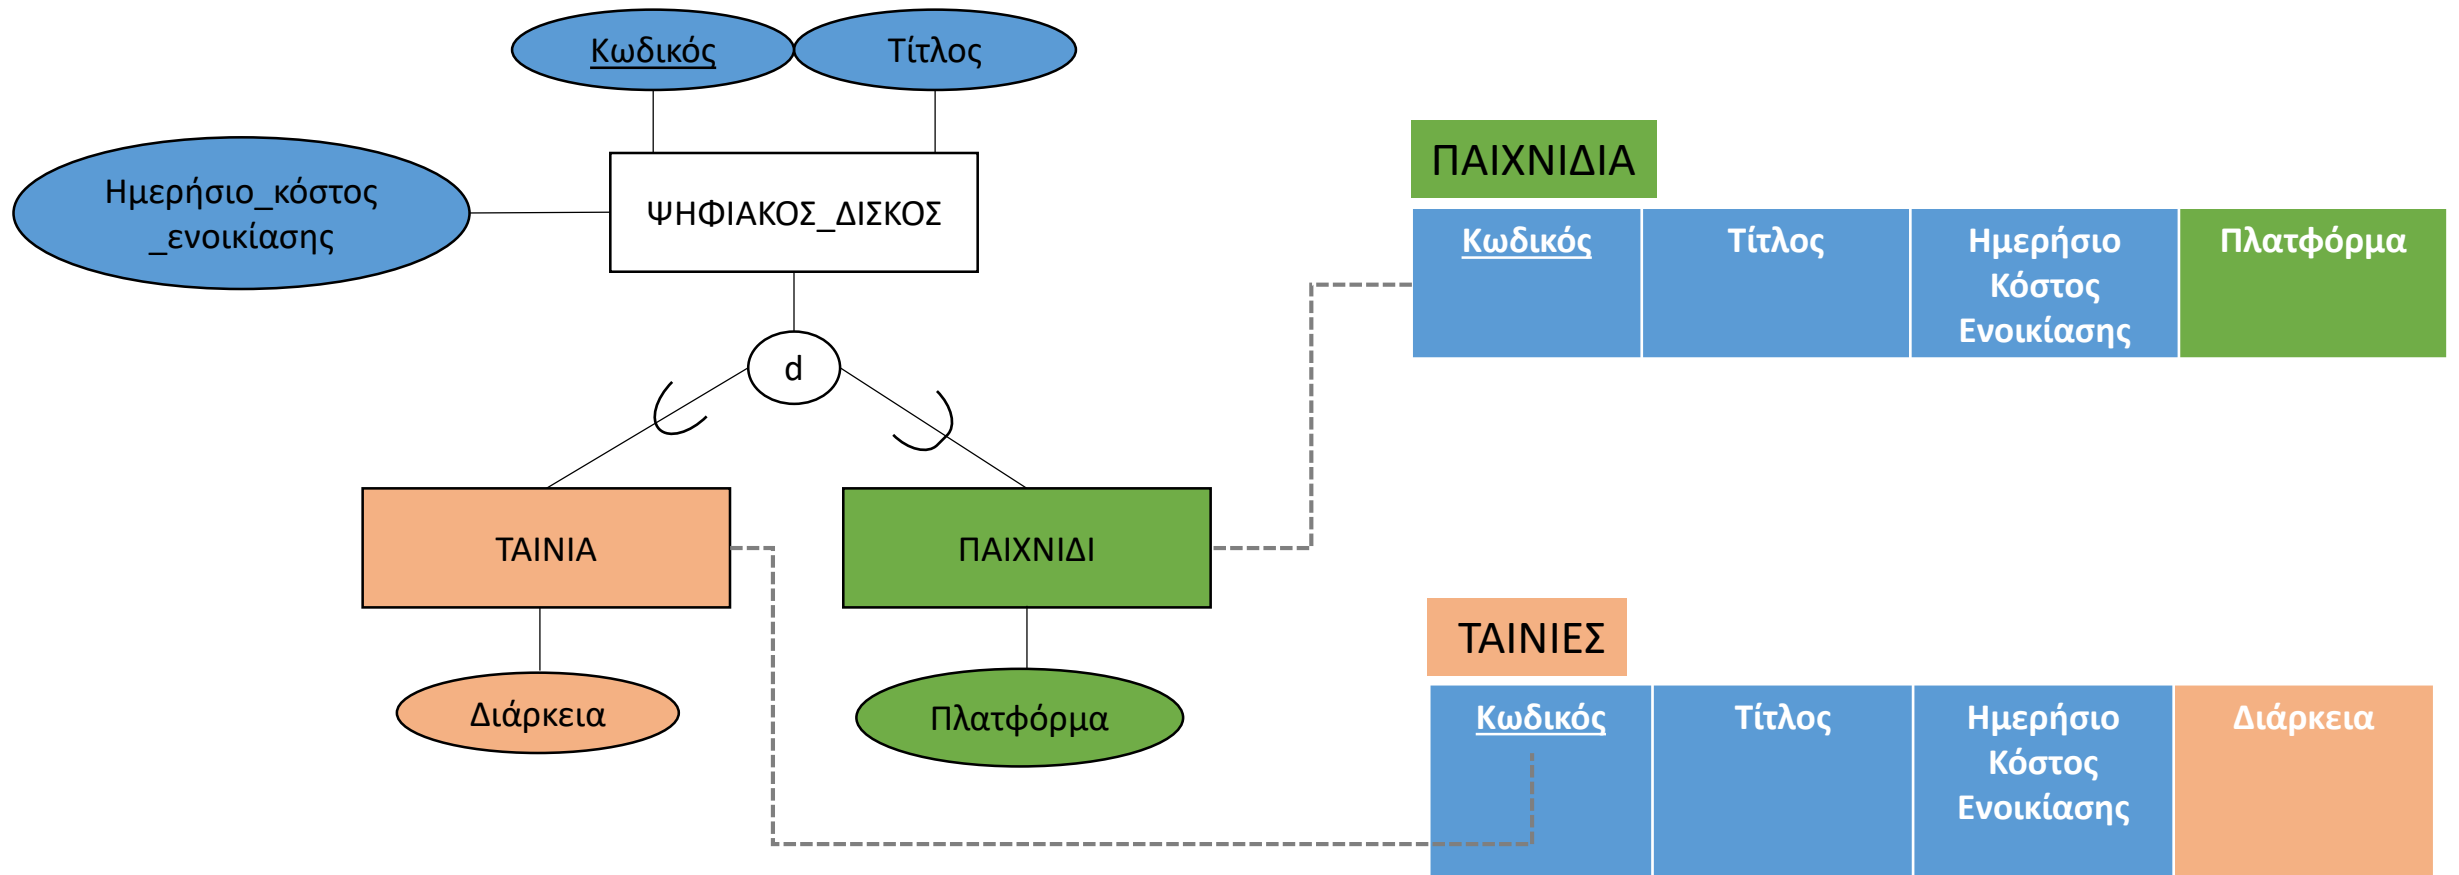 Κωδικός
Τίτλος
Ημερήσιο_κόστος
_ενοικίασης
ΨΗΦΙΑΚΟΣ_ΔΙΣΚΟΣ
d
ΤΑΙΝΙΑ
ΠΑΙΧΝΙΔΙ
Διάρκεια
Πλατφόρμα
ΠΑΙΧΝΙΔΙΑ
Κωδικός
Τίτλος
Ημερήσιο
Κόστος
Ενοικίασης
Πλατφόρμα
ΤΑΙΝΙΕΣ
Κωδικός
Τίτλος
Ημερήσιο
Κόστος
Ενοικίασης
Διάρκεια